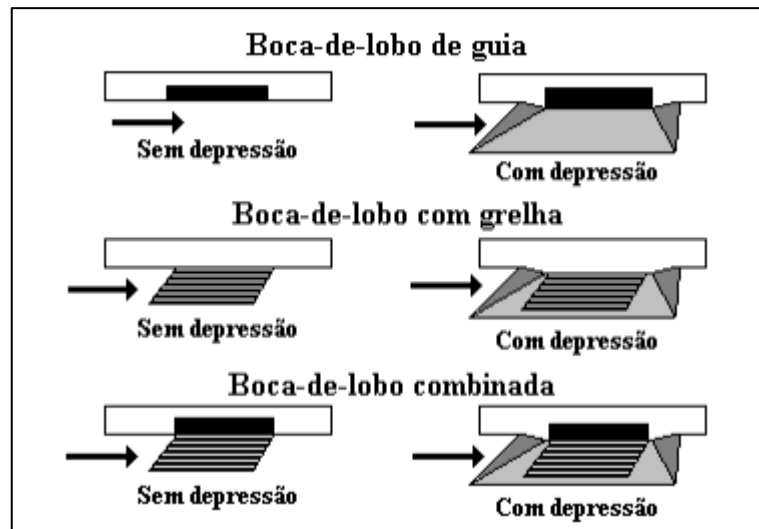 Boca-de-lobo de guia
Sem depressão
Com depressão
Boca-de-lobo com grelha
Sem depressão
Com depressão
Boca-de-lobo combinada
Sem depressão
Com depressão